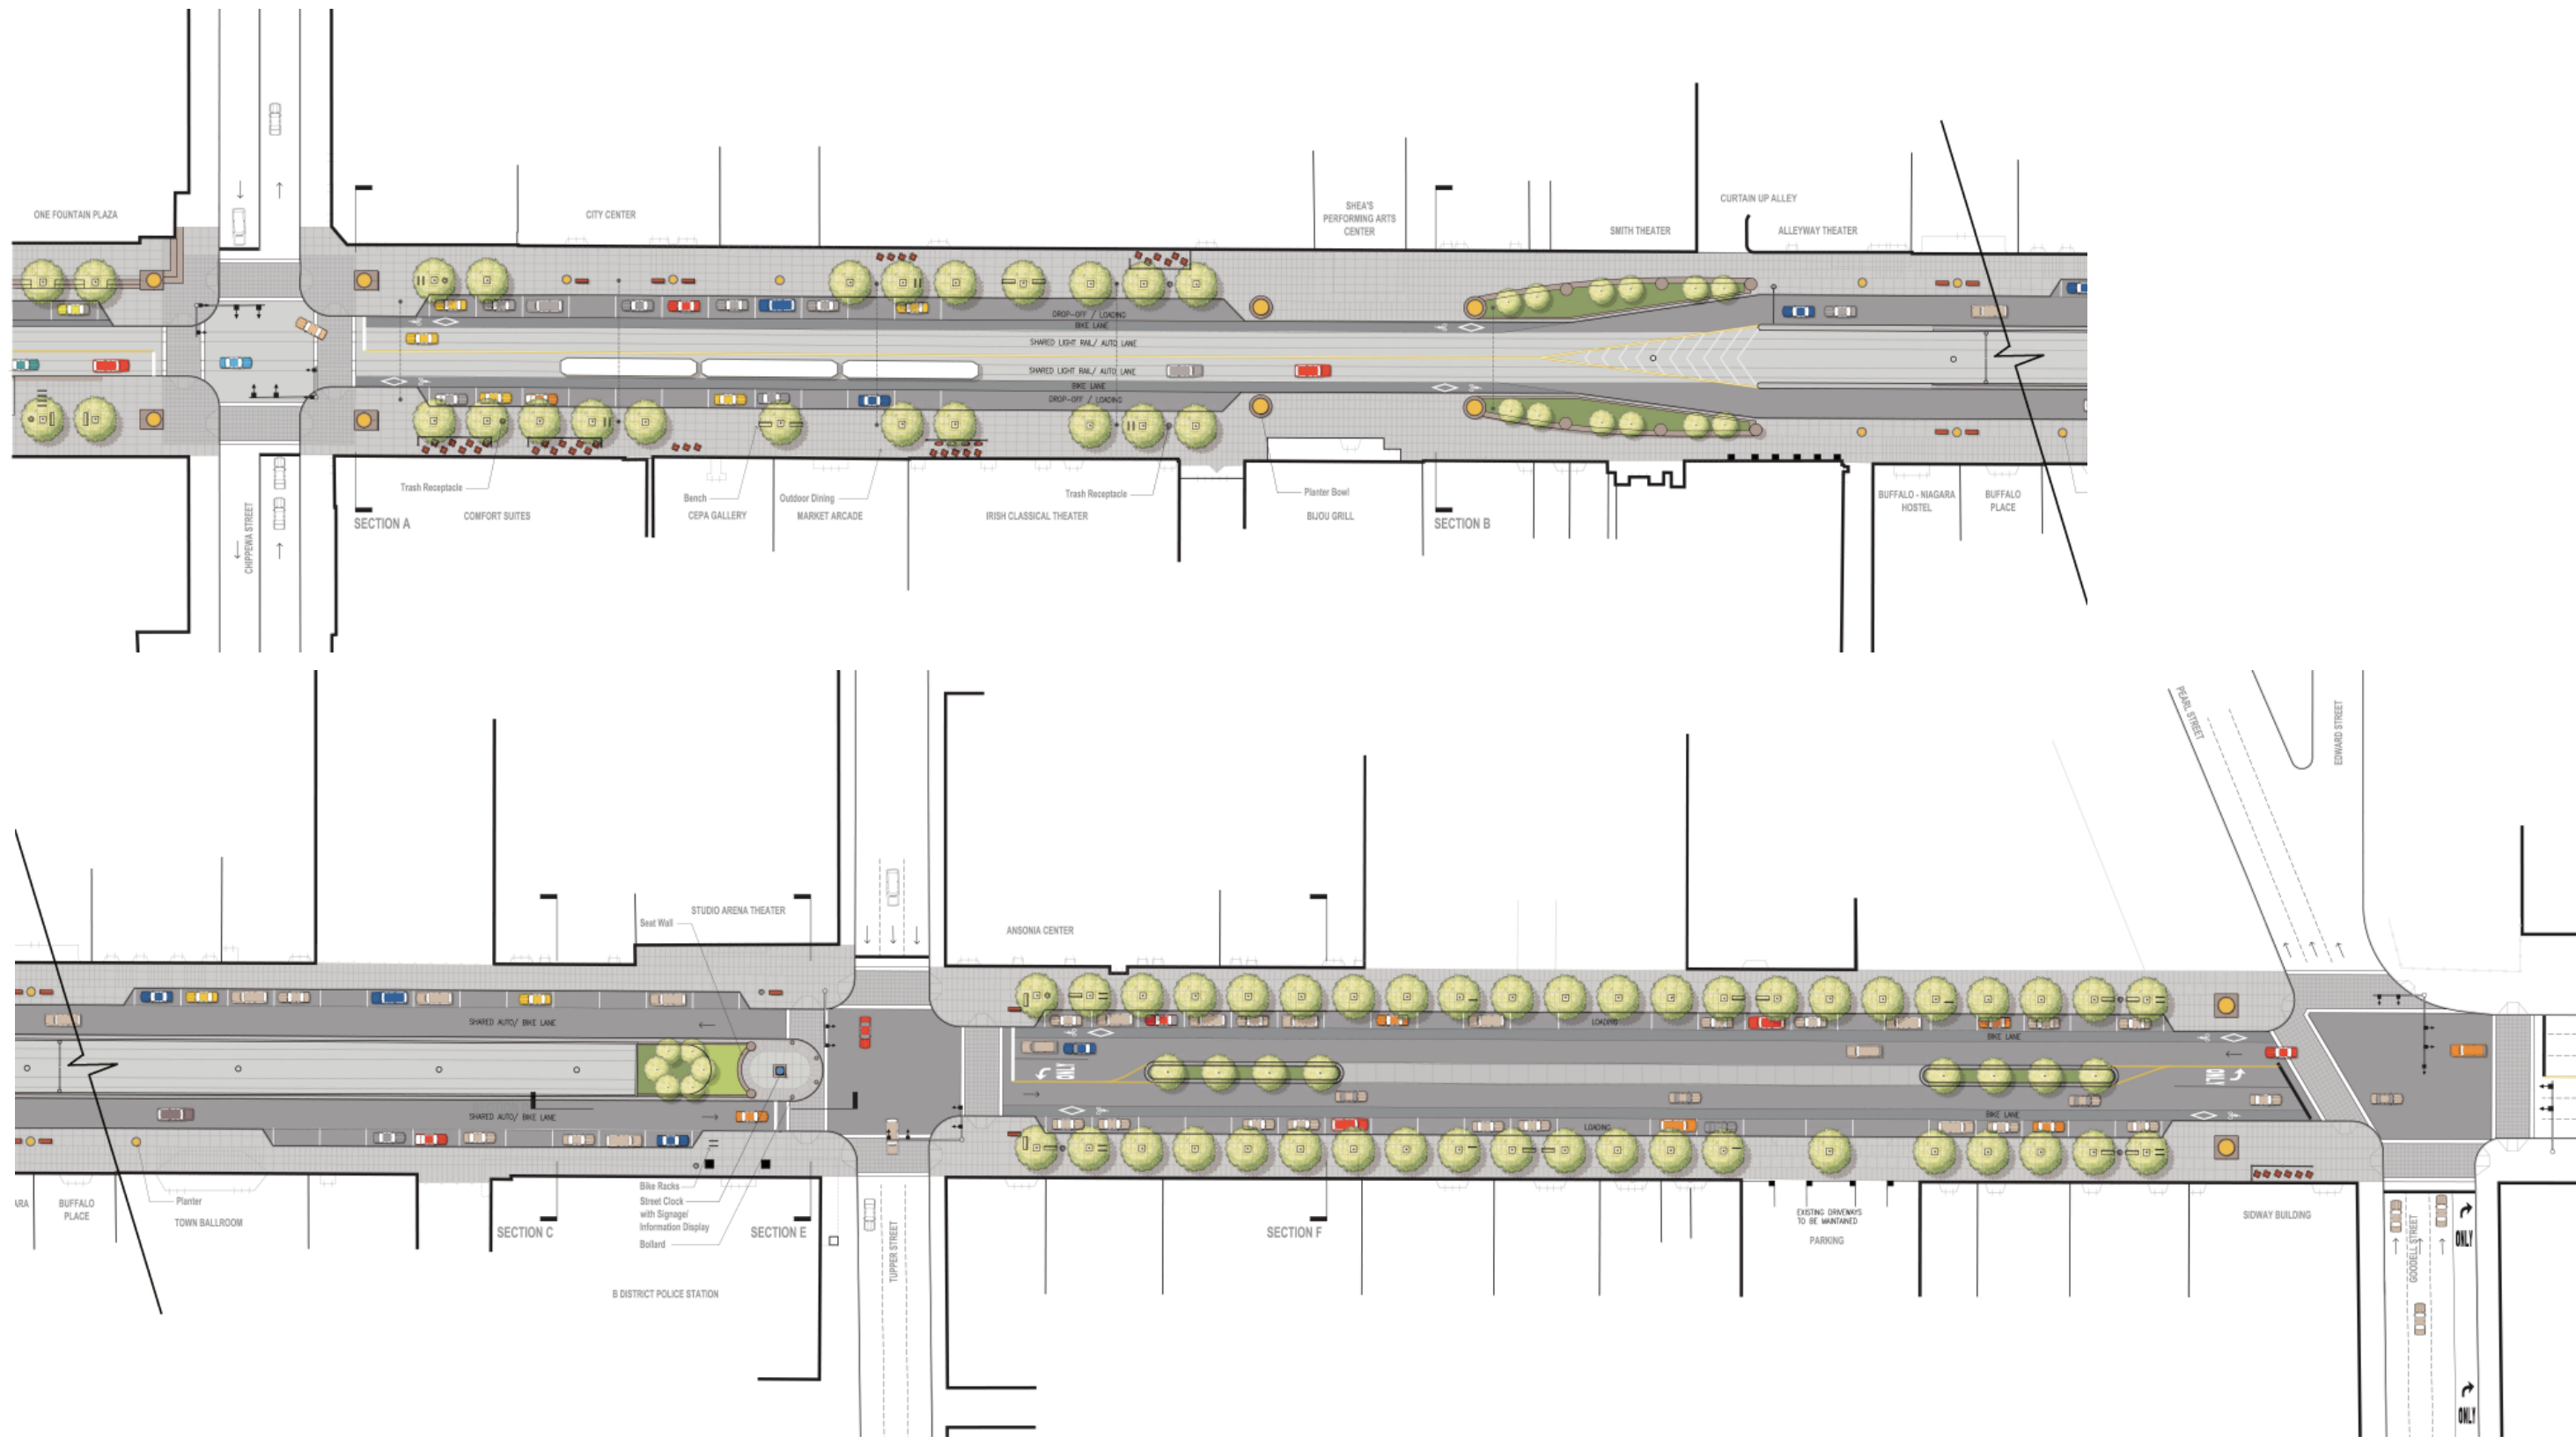 ONE FOUNTAIN PLAZA
CITY CENTER
SHEA'S
PERFORMING ARTS
CENTER
SMITH THEATER
CURTAIN UP ALLEY
ALLEYWAY THEATER
DROP-OFF / LOADING
BIKE LANE
SHARED LIGHT RAIL/ AUTO LANE
SHARED LIGHT RAIL/ AUTO LANE
BIKE LANE
DROP-OFF / LOADING
CHIPPEWA STREET
SECTION A
Trash Receptacle
COMFORT SUITES
Bench
CEPA GALLERY
Outdoor Dining
MARKET ARCADE
Trash Receptacle
IRISH CLASSICAL THEATER
Planter Bowl
BIJOU GRILL
SECTION B
BUFFALO - NIAGARA
HOSTEL
BUFFALO
PLACE
PEARL STREET
EDWARD STREET
Seat Wall
STUDIO ARENA THEATER
ANSONIA CENTER
SHARED AUTO/ BIKE LANE
SHARED AUTO/ BIKE LANE
LOADING
BIKE LANE
ONLY
ONLY
BIKE LANE
LOADING
ARA
BUFFALO
PLACE
Planter
TOWN BALLROOM
SECTION C
Bike Racks
Street Clock
with Signage/
Information Display
Bollard
SECTION E
B DISTRICT POLICE STATION
TUPPER STREET
SECTION F
EXISTING DRIVEWAYS
TO BE MAINTAINED
PARKING
SIDWAY BUILDING
GOODELL STREET
ONLY
ONLY